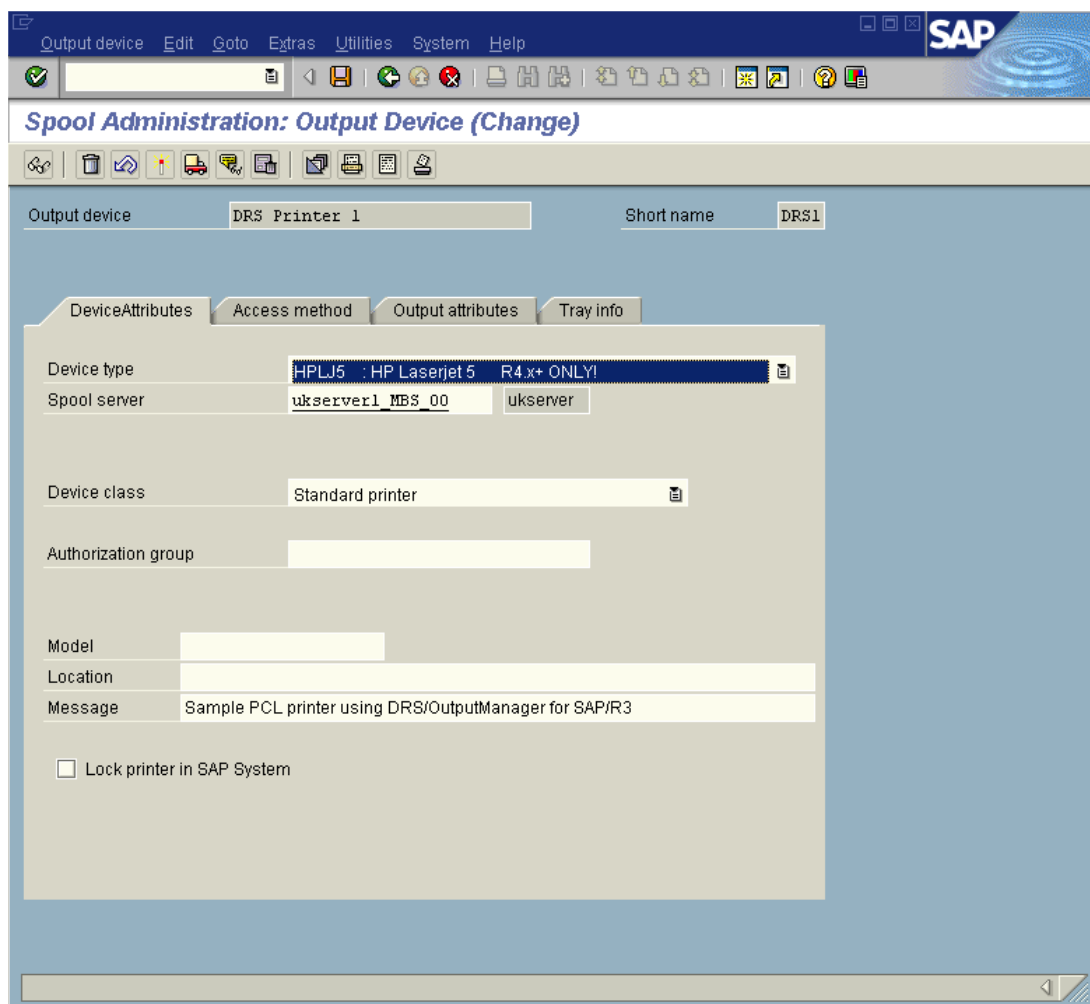 Output device Edit Goto Extras Utilities System Help
SAP
Spool Administration: Output Device (Change)
Output device DRS Printer 1 Short name DRS1
DeviceAttributes Access method Output attributes Tray info
Device type HPLJ5 : HP Laserjet 5 R4.x+ ONLY!
Spool server ukserver1_MBS_00 ukserver
Device class Standard printer
Authorization group
Model
Location
Message Sample PCL printer using DRS/OutputManager for SAP/R3
Lock printer in SAP System